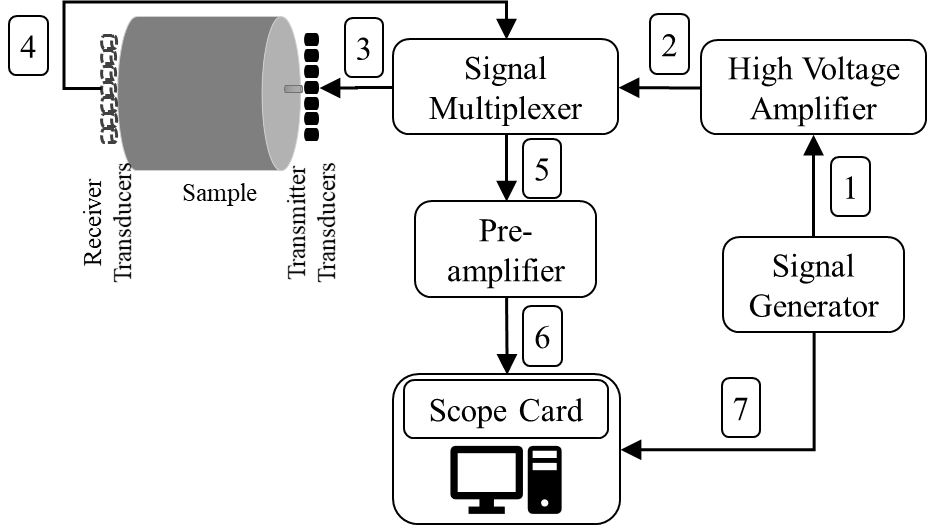 4
3
2
Signal
Multiplexer
High Voltage
Amplifier
Receiver
Transducers
Sample
Transmitter
Transducers
5
1
Pre-
amplifier
Signal
Generator
6
7
Scope Card